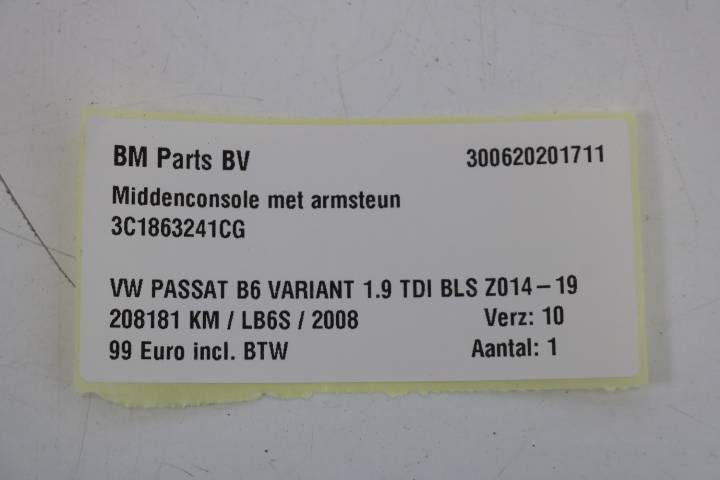 BM Parts BV 300620201711
Middenconsole met armsteun
3C1863241CG
VW PASSAT B6 VARIANT 1.9 TDI BLS Z014-19
208181 KM / LB6S / 2008 Verz: 10
99 Euro incl. BTW Aantal: 1